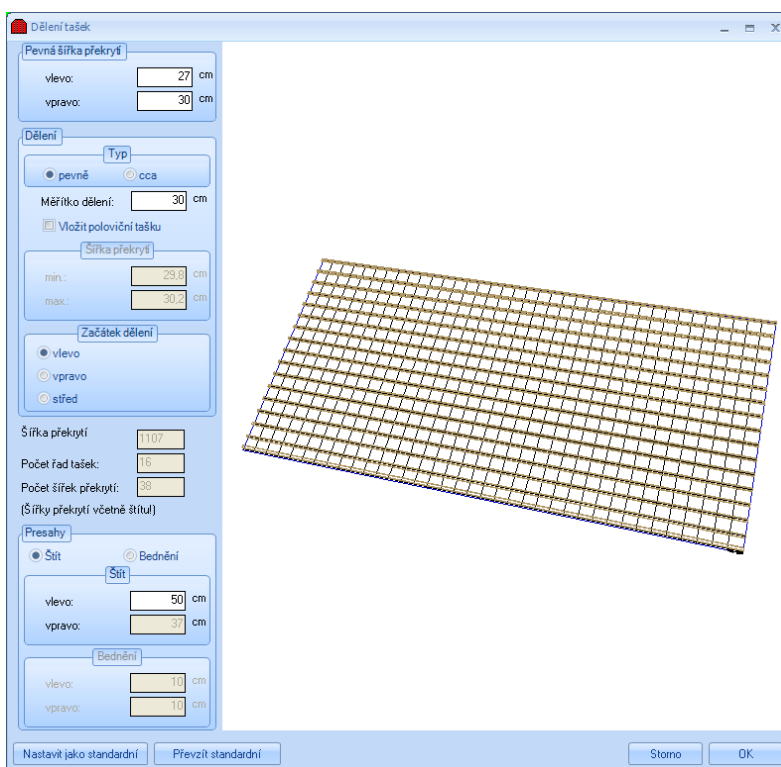 Dělení tašek
Pevná šířka překrytí
vlevo: 27 cm
vpravo: 30 cm
Dělení
Typ
pevně cca
Měřítko dělení: 30 cm
Vložit poloviční tašku
Šířka překrytí
min.: 29,8 cm
max.: 30,2 cm
Začátek dělení
vlevo
vpravo
střed
Šířka překrytí 1107
Počet řad tašek: 16
Počet šířek překrytí: 38
(Šířky překrytí včetně štítu!)
Presahy
Štít Bednění
Štít
vlevo: 50 cm
vpravo: 37 cm
Bednění
vlevo: 10 cm
vpravo: 10 cm
Nastavit jako standardní Převzít standardní Storno OK